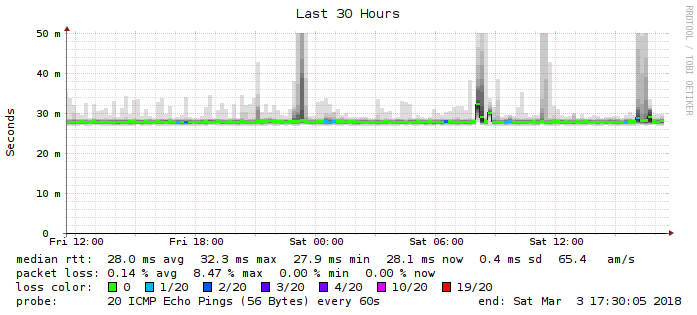 Last 30 Hours
RRDTOOL / TOBI OETIKER
Seconds
50 m
40 m
30 m
20 m
10 m
0
Fri 12:00 Fri 18:00 Sat 00:00 Sat 06:00 Sat 12:00
median rtt: 28.0 ms avg 32.3 ms max 27.9 ms min 28.1 ms now 0.4 ms sd 65.4 am/s
packet loss: 0.14 % avg 8.47 % max 0.00 % min 0.00 % now
loss color: 0 1/20 2/20 3/20 4/20 10/20 19/20
probe: 20 ICMP Echo Pings (56 Bytes) every 60s end: Sat Mar 3 17:30:05 2018